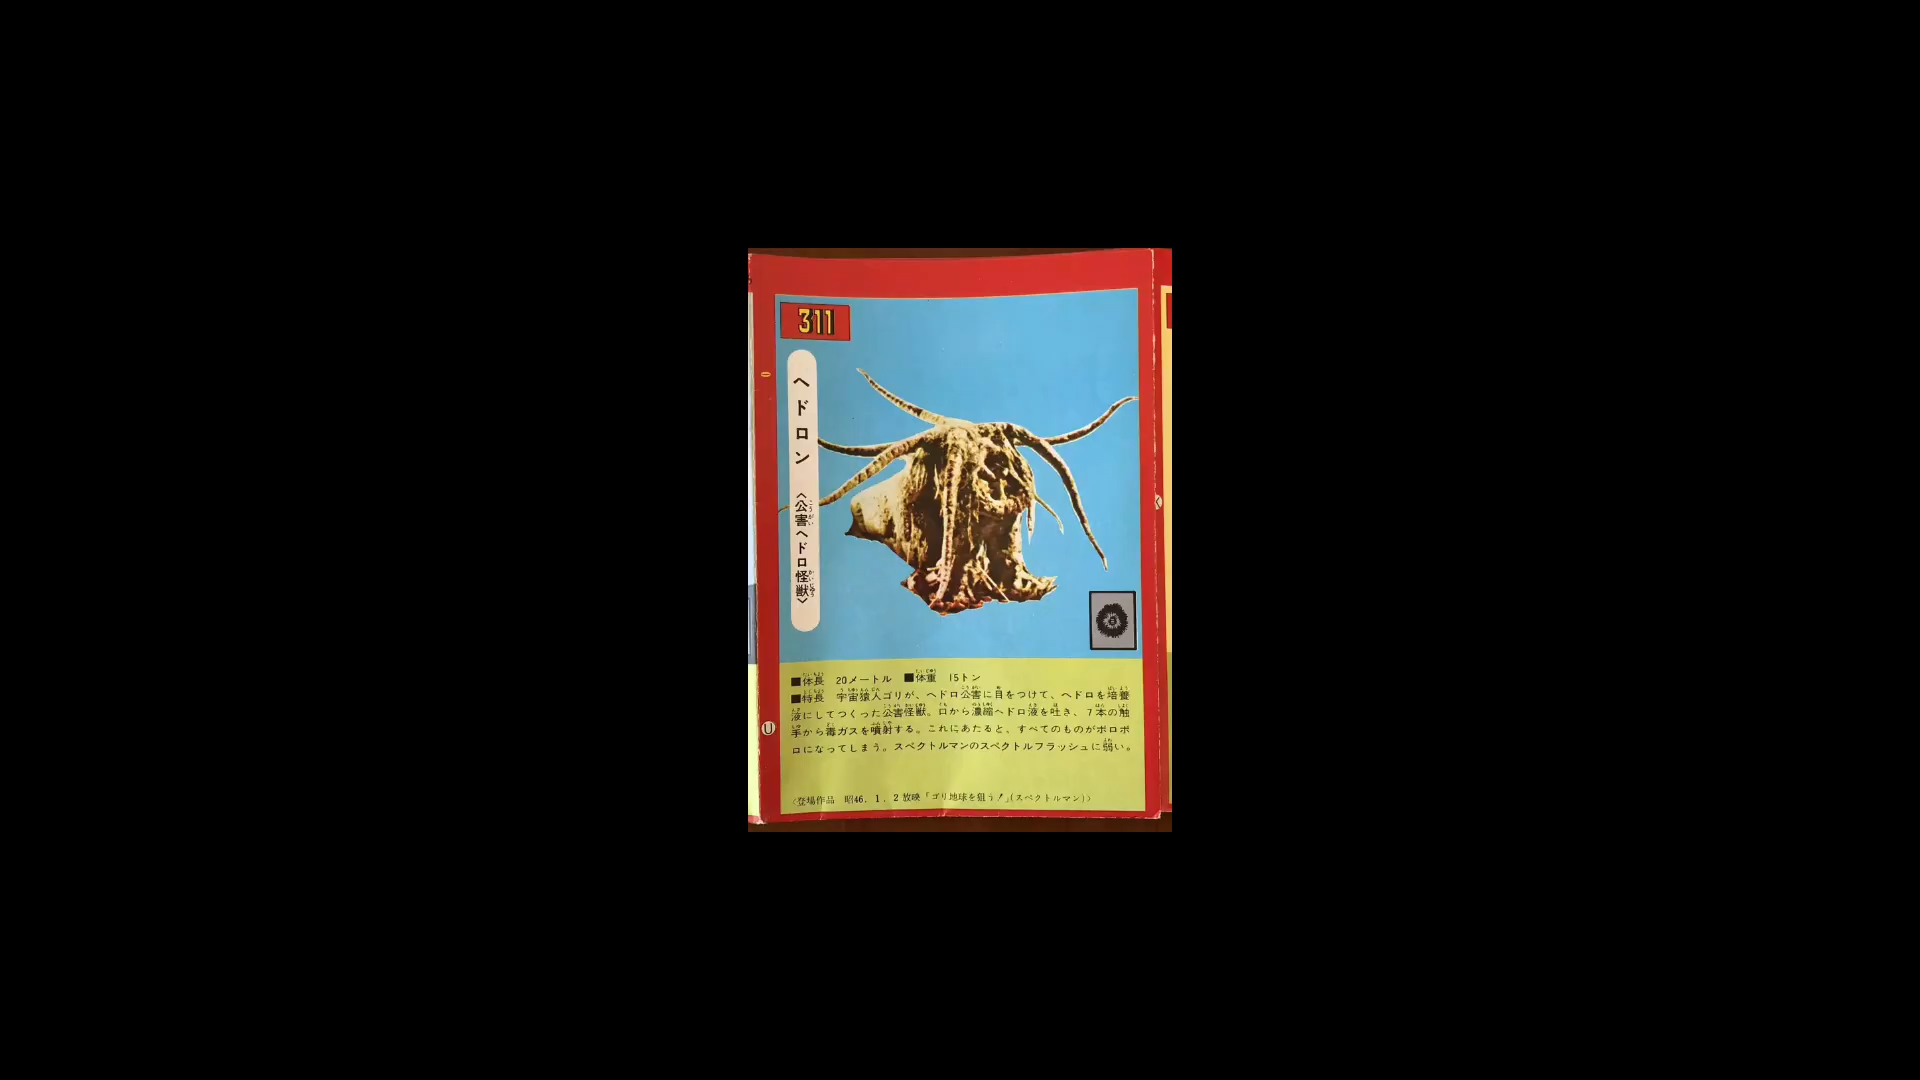 311
ヘドロン 〈公害ヘドロ怪獣〉
■体長 20メートル ■体重 15トン
■特長 宇宙猿人ゴリが、ヘドロ公害に目をつけて、ヘドロを培養
液にしてつくった公害怪獣。口から濃縮ヘドロ液を吐き、7本の触
手から毒ガスを噴射する。これにあたると、すべてのものがボロボ
ロになってしまう。スペクトルマンのスペクトルフラッシュに弱い。
〈登場作品 昭46.1.2放映「ゴリ地球を狙う!」(スペクトルマン)〉
U